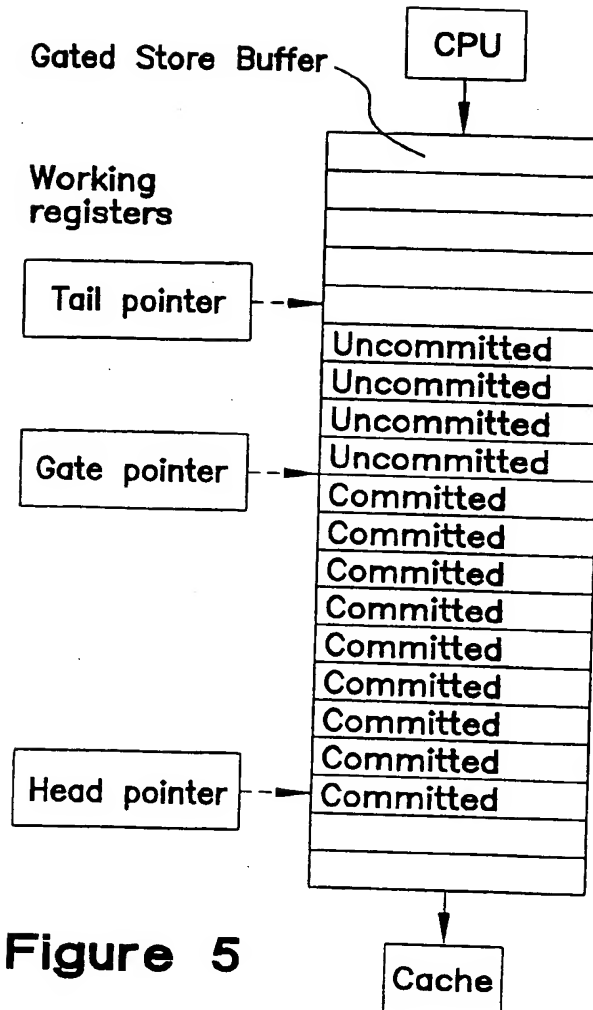 CPU
Gated Store Buffer
Working
registers
Tail pointer
Uncommitted
Uncommitted
Uncommitted
Uncommitted
Gate pointer
Committed
Committed
Committed
Committed
Committed
Committed
Committed
Committed
Head pointer
Committed
Figure 5
Cache